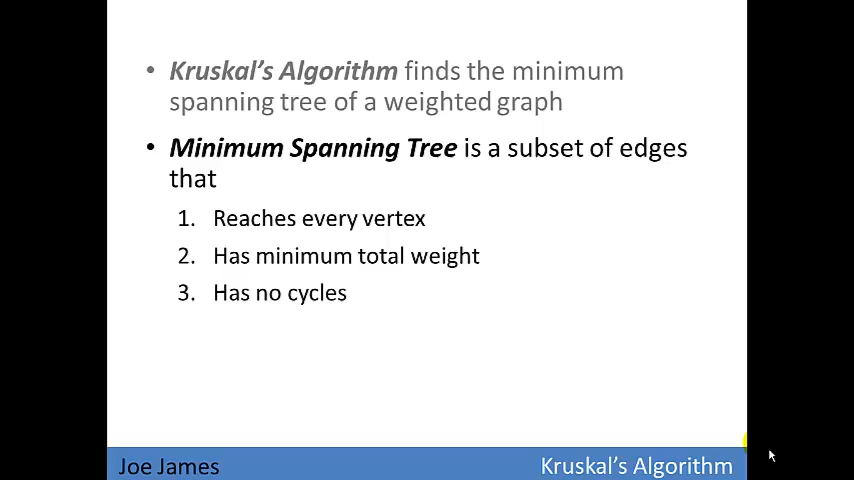 • Kruskal's Algorithm finds the minimum
spanning tree of a weighted graph
• Minimum Spanning Tree is a subset of edges
that
1. Reaches every vertex
2. Has minimum total weight
3. Has no cycles
Joe James
Kruskal's Algorithm